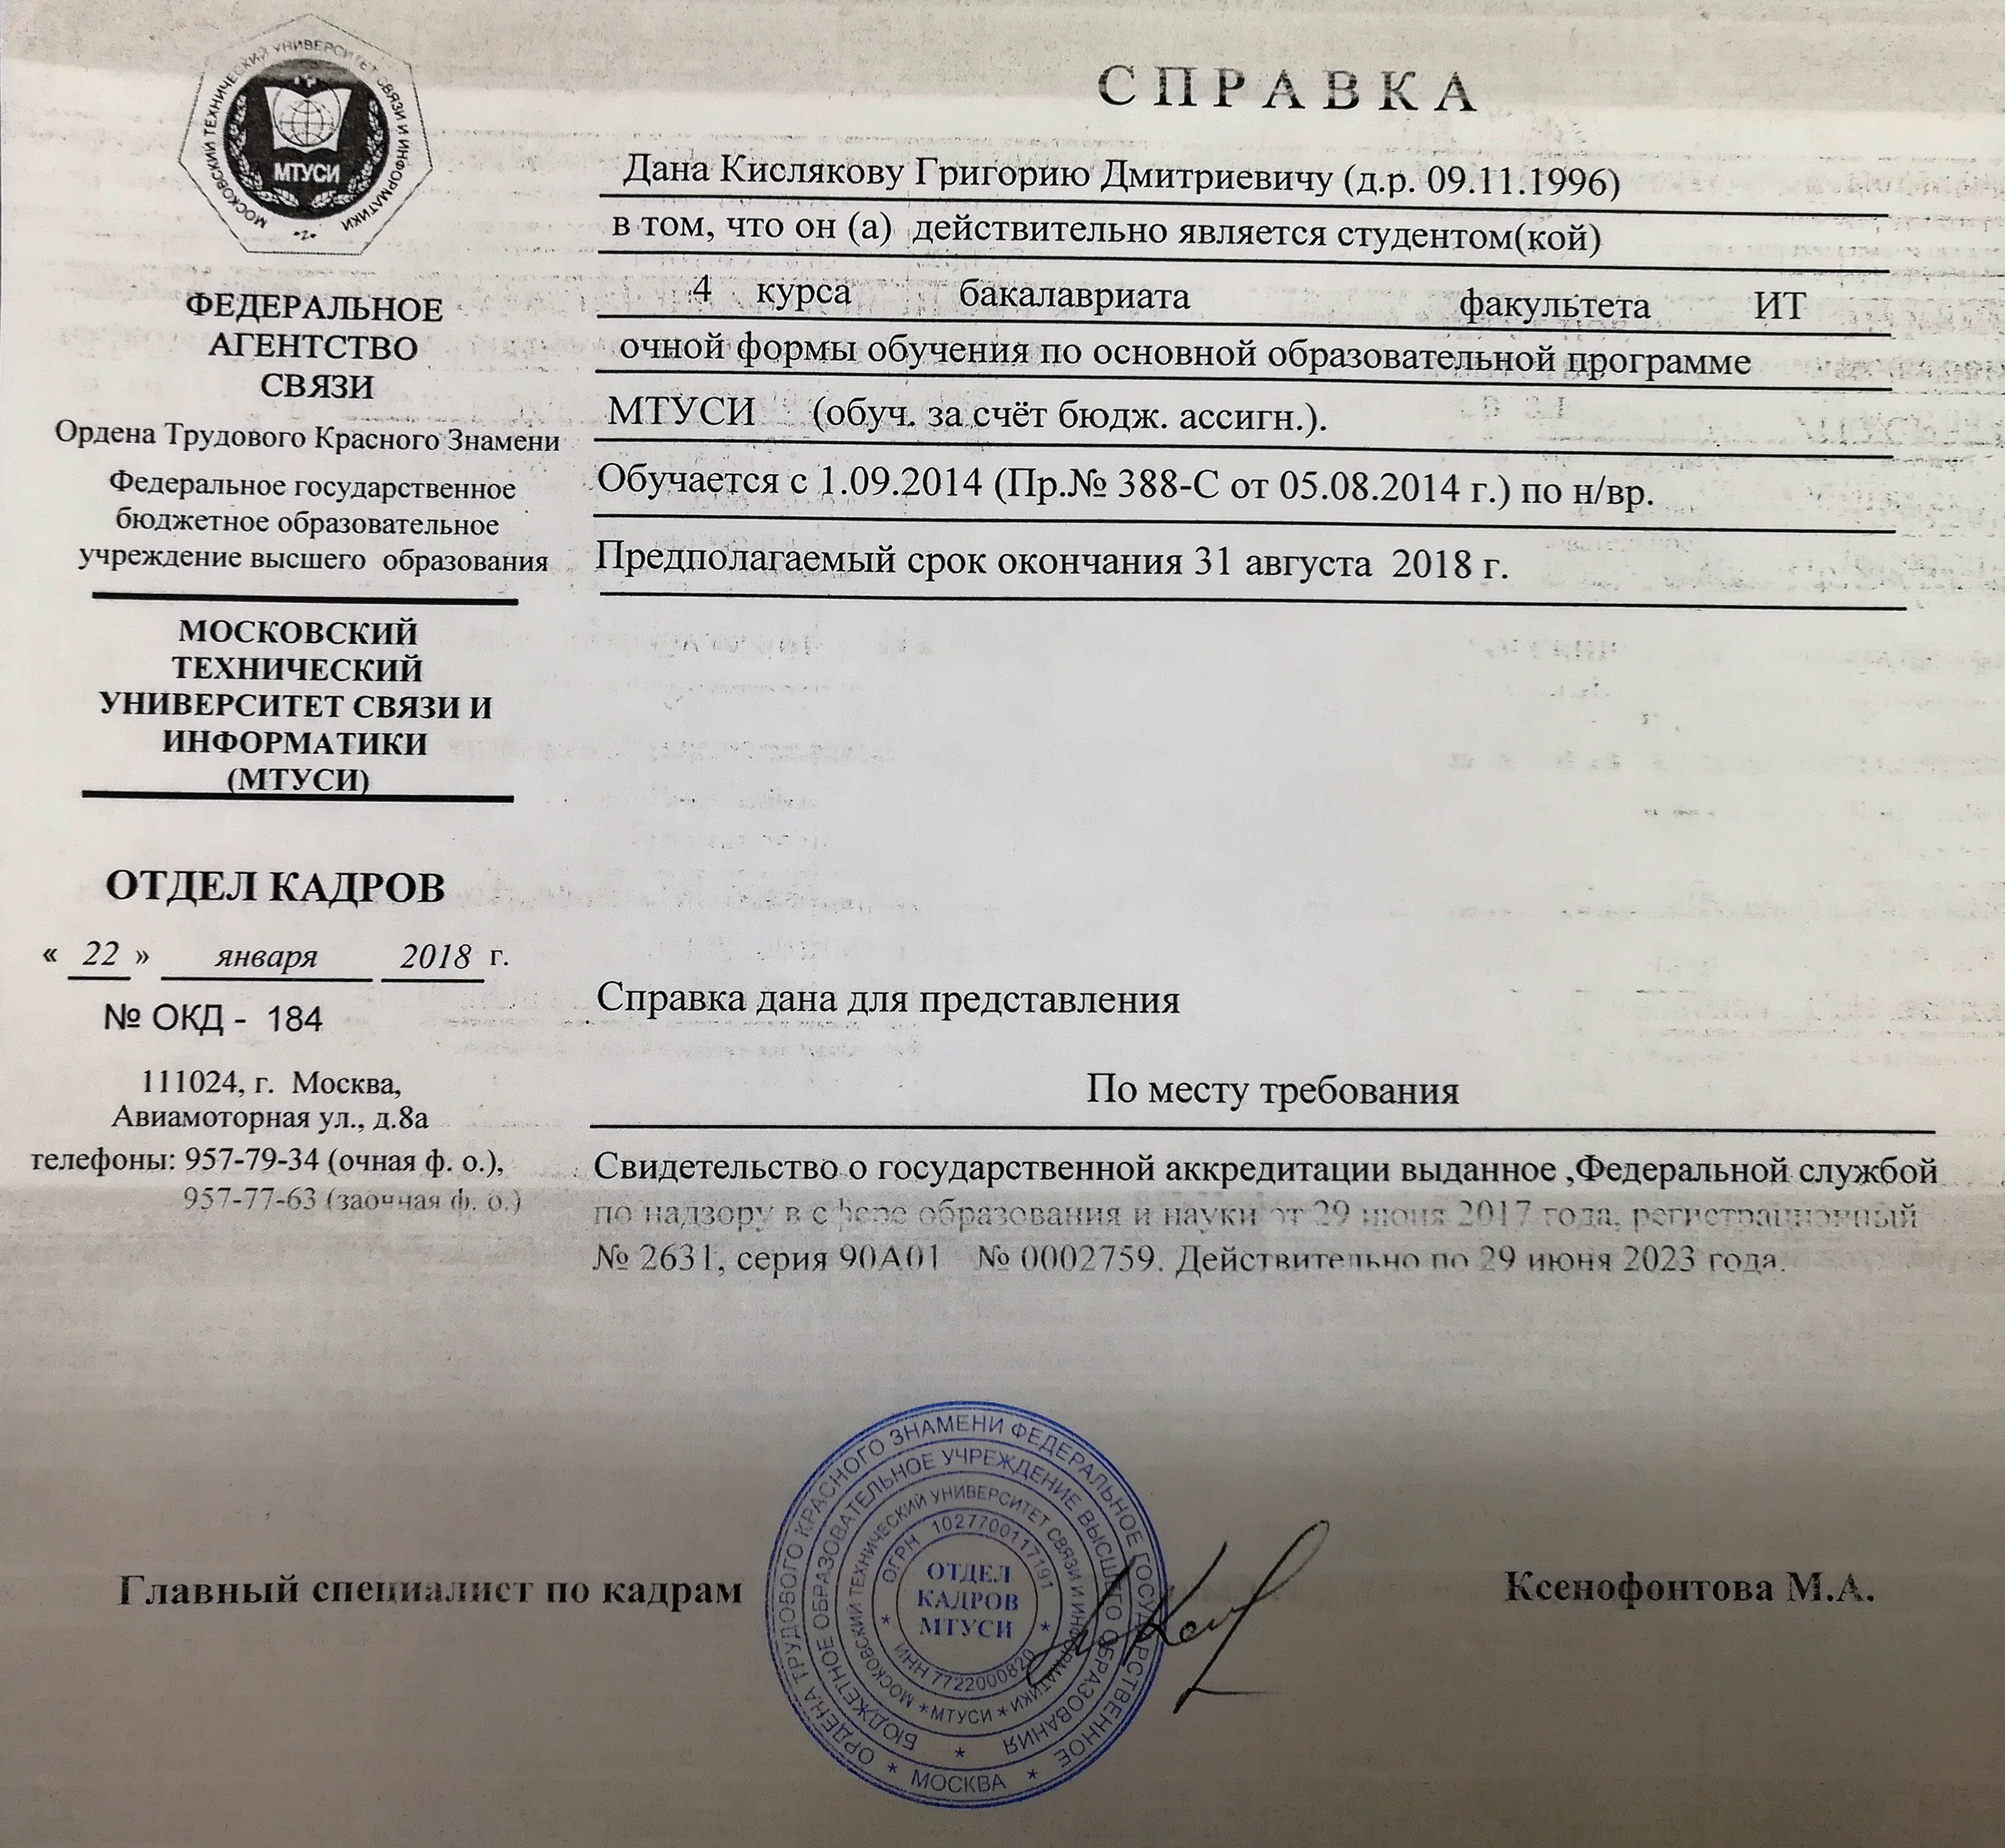 МОСКОВСКИЙ ТЕХНИЧЕСКИЙ УНИВЕРСИТЕТ СВЯЗИ И ИНФОРМАТИКИ
МТУСИ
ФЕДЕРАЛЬНОЕ
АГЕНТСТВО
СВЯЗИ
Ордена Трудового Красного Знамени
Федеральное государственное
бюджетное образовательное
учреждение высшего образования
МОСКОВСКИЙ
ТЕХНИЧЕСКИЙ
УНИВЕРСИТЕТ СВЯЗИ И
ИНФОРМАТИКИ
(МТУСИ)
ОТДЕЛ КАДРОВ
« 22 » января 2018 г.
№ ОКД - 184
111024, г. Москва,
Авиамоторная ул., д.8а
телефоны: 957-79-34 (очная ф. о.),
957-77-63 (заочная ф. о.)
СПРАВКА
Дана Кислякову Григорию Дмитриевичу (д.р. 09.11.1996)
в том, что он (а) действительно является студентом(кой)
4 курса бакалавриата факультета ИТ
очной формы обучения по основной образовательной программе
МТУСИ (обуч. за счёт бюдж. ассигн.).
Обучается с 1.09.2014 (Пр.№ 388-С от 05.08.2014 г.) по н/вр.
Предполагаемый срок окончания 31 августа 2018 г.
Справка дана для представления
По месту требования
Свидетельство о государственной аккредитации выданное ,Федеральной службой
по надзору в сфере образования и науки от 29 июня 2017 года, регистрационный
№ 2631, серия 90А01 № 0002759. Действительно по 29 июня 2023 года.
Главный специалист по кадрам
Ксенофонтова М.А.
ОРДЕНА ТРУДОВОГО КРАСНОГО ЗНАМЕНИ ФЕДЕРАЛЬНОЕ ГОСУДАРСТВЕННОЕ
* МОСКВА *
БЮДЖЕТНОЕ ОБРАЗОВАТЕЛЬНОЕ УЧРЕЖДЕНИЕ ВЫСШЕГО ОБРАЗОВАНИЯ *
МОСКОВСКИЙ ТЕХНИЧЕСКИЙ УНИВЕРСИТЕТ СВЯЗИ И ИНФОРМАТИКИ
* МТУСИ *
ОГРН 1027700117191
* ИНН 7722000820 *
ОТДЕЛ
КАДРОВ
МТУСИ